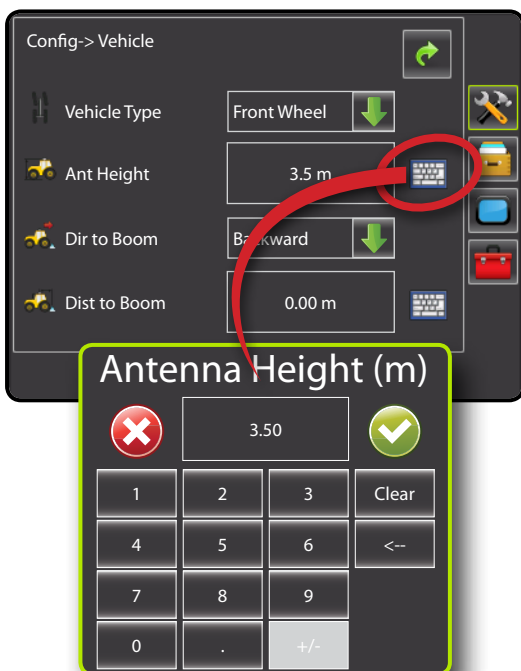 Config-> Vehicle
Vehicle Type Front Wheel
Ant Height 3.5 m
Dir to Boom Backward
Dist to Boom 0.00 m
Antenna Height (m)
3.50
1 2 3 Clear
4 5 6 <--
7 8 9
0 . +/-